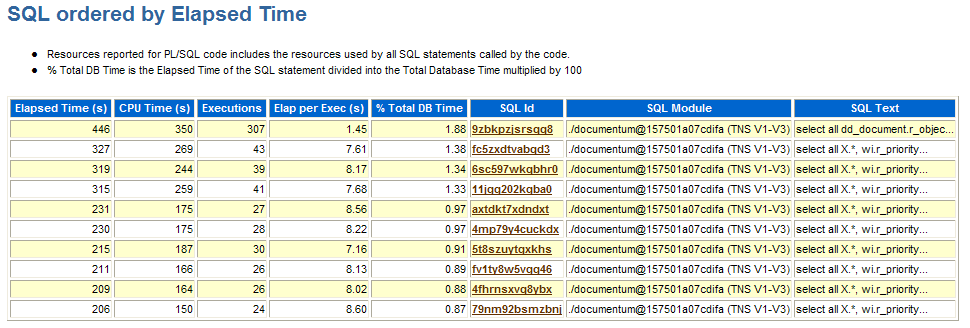 SQL ordered by Elapsed Time
● Resources reported for PL/SQL code includes the resources used by all SQL statements called by the code.
● % Total DB Time is the Elapsed Time of the SQL statement divided into the Total Database Time multiplied by 100
Elapsed Time (s) CPU Time (s) Executions Elap per Exec (s) % Total DB Time SQL Id SQL Module SQL Text
446 350 307 1.45 1.88 9zbkpzjsrsqq8 ./documentum@157501a07cdifa (TNS V1-V3) select all dd_document.r_objec...
327 269 43 7.61 1.38 fc5zxdtvabqd3 ./documentum@157501a07cdifa (TNS V1-V3) select all X.*, wi.r_priority...
319 244 39 8.17 1.34 6sc597wkqbhr0 ./documentum@157501a07cdifa (TNS V1-V3) select all X.*, wi.r_priority...
315 259 41 7.68 1.33 11jqq202kqba0 ./documentum@157501a07cdifa (TNS V1-V3) select all X.*, wi.r_priority...
231 175 27 8.56 0.97 axtdkt7xdndxt ./documentum@157501a07cdifa (TNS V1-V3) select all X.*, wi.r_priority...
230 175 28 8.22 0.97 4mp79y4cuckdx ./documentum@157501a07cdifa (TNS V1-V3) select all X.*, wi.r_priority...
215 187 30 7.16 0.91 5t8szuytqxkhs ./documentum@157501a07cdifa (TNS V1-V3) select all X.*, wi.r_priority...
211 166 26 8.13 0.89 fv1ty8w5vqq46 ./documentum@157501a07cdifa (TNS V1-V3) select all X.*, wi.r_priority...
209 164 26 8.02 0.88 4fhrnsxvq8ybx ./documentum@157501a07cdifa (TNS V1-V3) select all X.*, wi.r_priority...
206 150 24 8.60 0.87 79nm92bsmzbnj ./documentum@157501a07cdifa (TNS V1-V3) select all X.*, wi.r_priority...